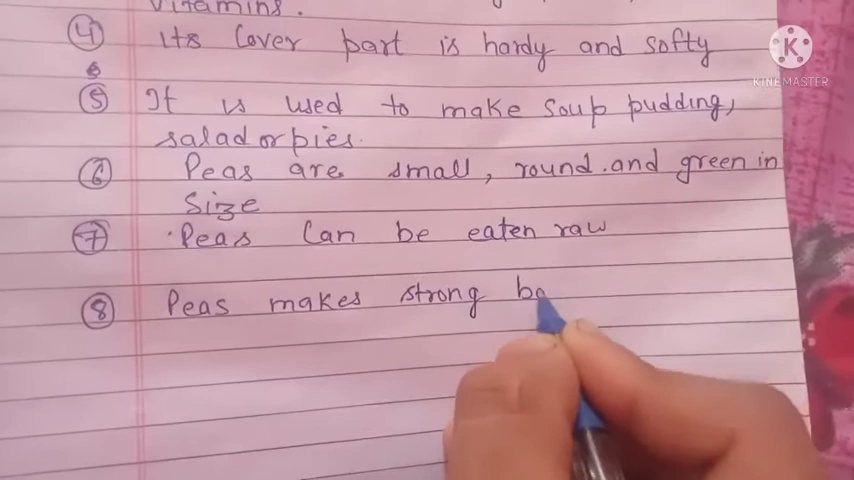 vitamins.
④ Its Cover part is hardy and softy
⑤ It is used to make soup pudding,
salad or pies.
⑥ Peas are small, round and green in
Size
⑦ Peas Can be eaten raw
⑧ Peas makes strong bo
K
KINEMASTER